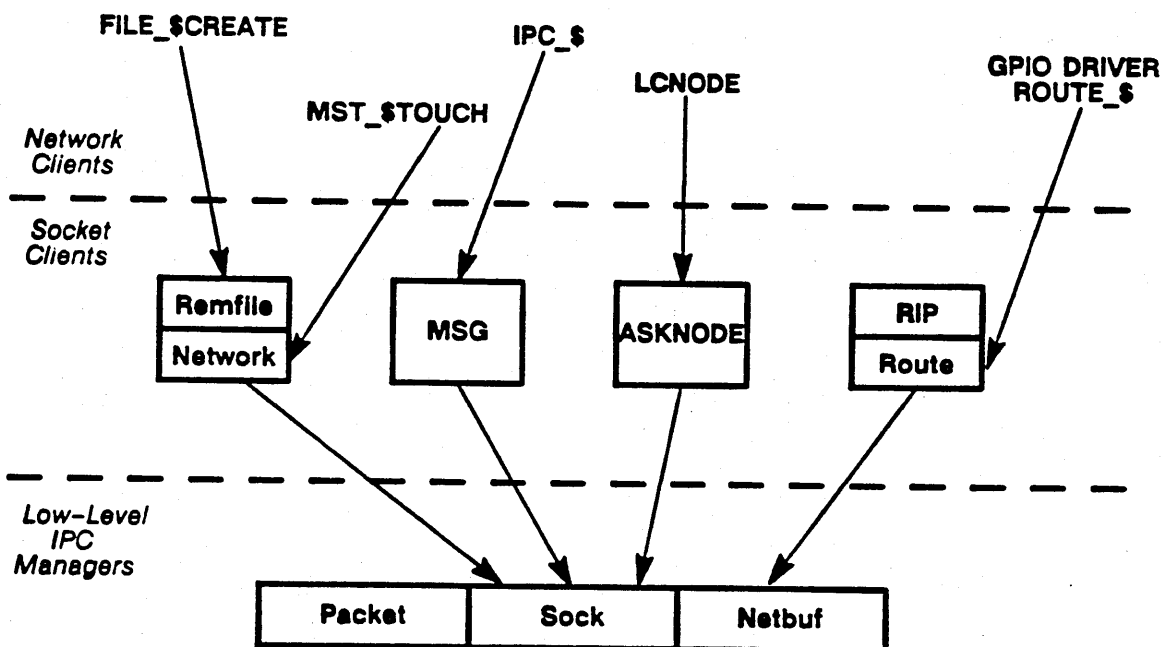 FILE_$CREATE
IPC_$
LCNODE
GPIO DRIVER
ROUTE_$
MST_$TOUCH
Network
Clients
Socket
Clients
Remfile
Network
MSG
ASKNODE
RIP
Route
Low-Level
IPC
Managers
Packet
Sock
Netbuf